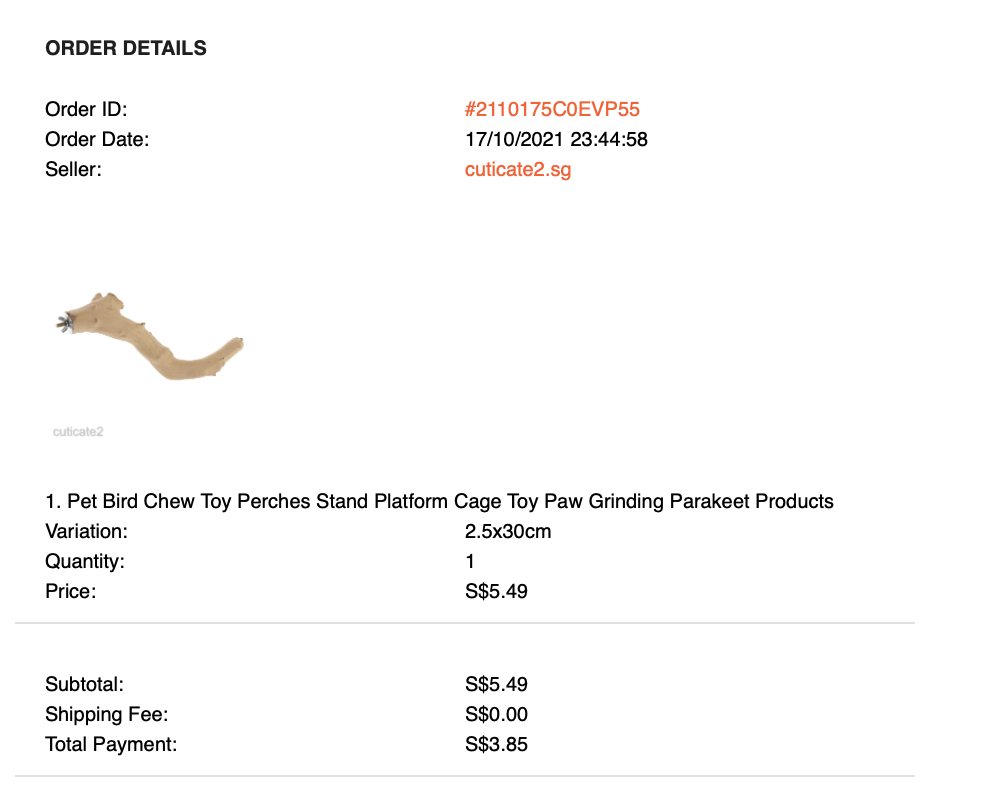 ORDER DETAILS
Order ID: #2110175C0EVP55
Order Date: 17/10/2021 23:44:58
Seller: cuticate2.sg
cuticate2
1. Pet Bird Chew Toy Perches Stand Platform Cage Toy Paw Grinding Parakeet Products
Variation: 2.5x30cm
Quantity: 1
Price: S$5.49
Subtotal: S$5.49
Shipping Fee: S$0.00
Total Payment: S$3.85